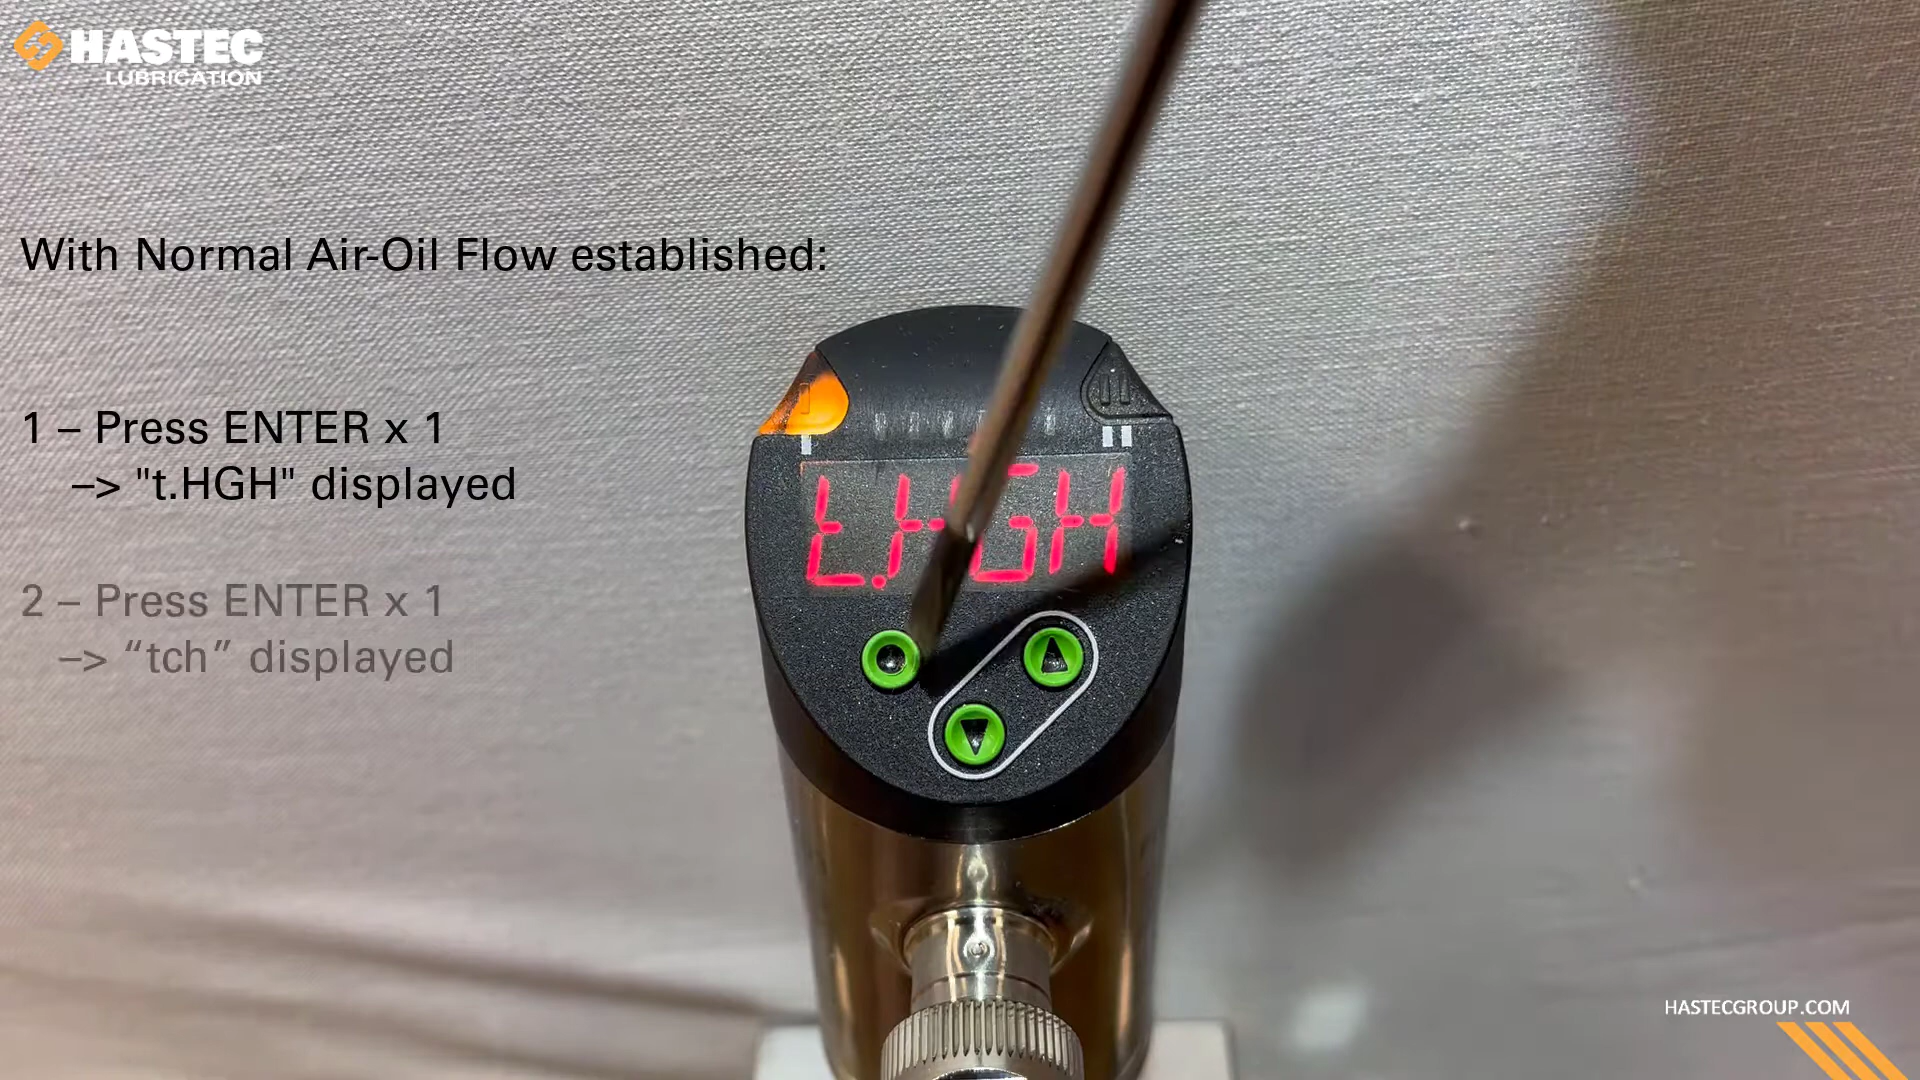 HASTEC
LUBRICATION
With Normal Air-Oil Flow established:
1 – Press ENTER x 1
–> "t.HGH" displayed
2 – Press ENTER x 1
–> “tch” displayed
t.HGH
HASTECGROUP.COM